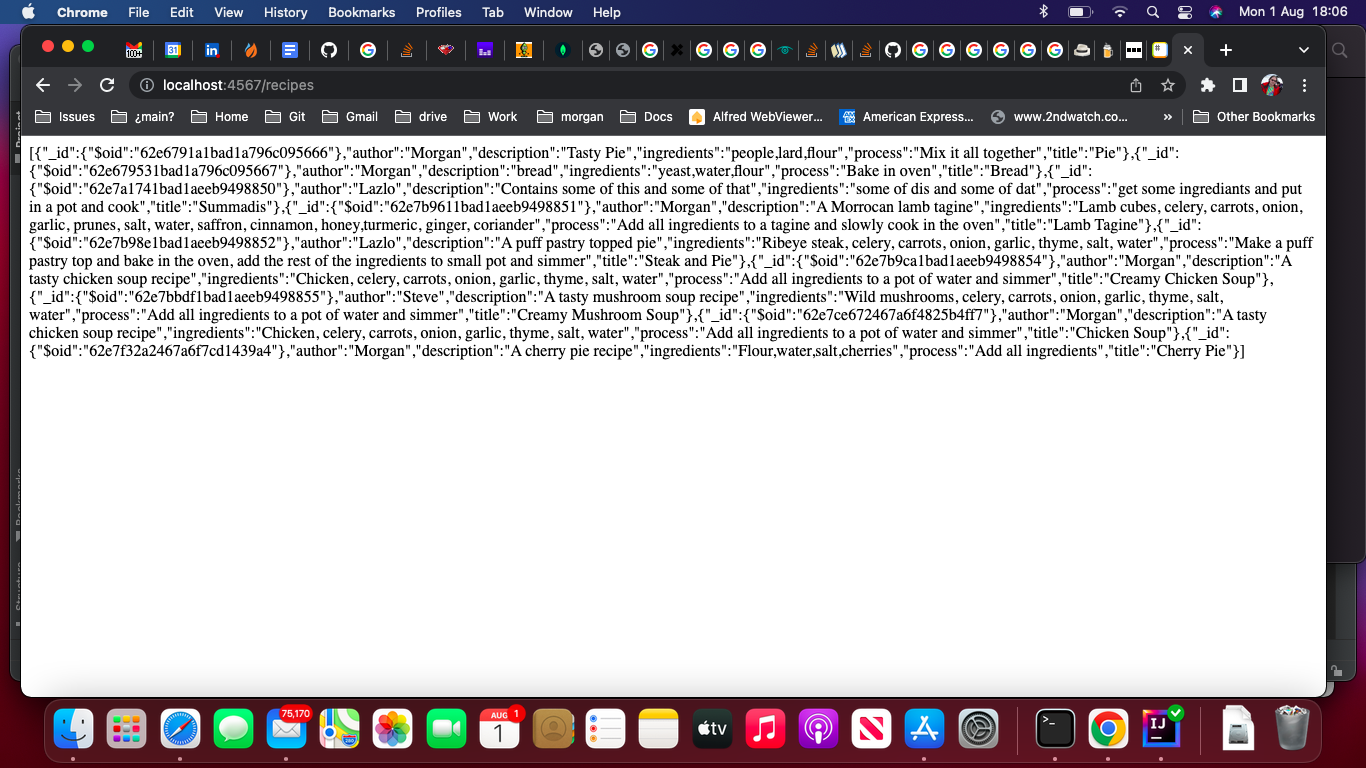 Chrome File Edit View History Bookmarks Profiles Tab Window Help Mon 1 Aug 18:06
100+ 31
localhost:4567/recipes
Issues ¿main? Home Git Gmail drive Work morgan Docs Alfred WebViewer... American Express... www.2ndwatch.co... » Other Bookmarks
[{"_id":{"$oid":"62e6791a1bad1a796c095666"},"author":"Morgan","description":"Tasty Pie","ingredients":"people,lard,flour","process":"Mix it all together","title":"Pie"},{"_id":
{"$oid":"62e679531bad1a796c095667"},"author":"Morgan","description":"bread","ingredients":"yeast,water,flour","process":"Bake in oven","title":"Bread"},{"_id":
{"$oid":"62e7a1741bad1aeeb9498850"},"author":"Lazlo","description":"Contains some of this and some of that","ingredients":"some of dis and some of dat","process":"get some ingrediants and put
in a pot and cook","title":"Summadis"},{"_id":{"$oid":"62e7b9611bad1aeeb9498851"},"author":"Morgan","description":"A Morrocan lamb tagine","ingredients":"Lamb cubes, celery, carrots, onion,
garlic, prunes, salt, water, saffron, cinnamon, honey,turmeric, ginger, coriander","process":"Add all ingredients to a tagine and slowly cook in the oven","title":"Lamb Tagine"},{"_id":
{"$oid":"62e7b98e1bad1aeeb9498852"},"author":"Lazlo","description":"A puff pastry topped pie","ingredients":"Ribeye steak, celery, carrots, onion, garlic, thyme, salt, water","process":"Make a puff
pastry top and bake in the oven, add the rest of the ingredients to small pot and simmer","title":"Steak and Pie"},{"_id":{"$oid":"62e7b9ca1bad1aeeb9498854"},"author":"Morgan","description":"A
tasty chicken soup recipe","ingredients":"Chicken, celery, carrots, onion, garlic, thyme, salt, water","process":"Add all ingredients to a pot of water and simmer","title":"Creamy Chicken Soup"},
{"_id":{"$oid":"62e7bbdf1bad1aeeb9498855"},"author":"Steve","description":"A tasty mushroom soup recipe","ingredients":"Wild mushrooms, celery, carrots, onion, garlic, thyme, salt,
water","process":"Add all ingredients to a pot of water and simmer","title":"Creamy Mushroom Soup"},{"_id":{"$oid":"62e7ce672467a6f4825b4ff7"},"author":"Morgan","description":"A tasty
chicken soup recipe","ingredients":"Chicken, celery, carrots, onion, garlic, thyme, salt, water","process":"Add all ingredients to a pot of water and simmer","title":"Chicken Soup"},{"_id":
{"$oid":"62e7f32a2467a6f7cd1439a4"},"author":"Morgan","description":"A cherry pie recipe","ingredients":"Flour,water,salt,cherries","process":"Add all ingredients","title":"Cherry Pie"}]
75,170 AUG 1 1 tv IJ